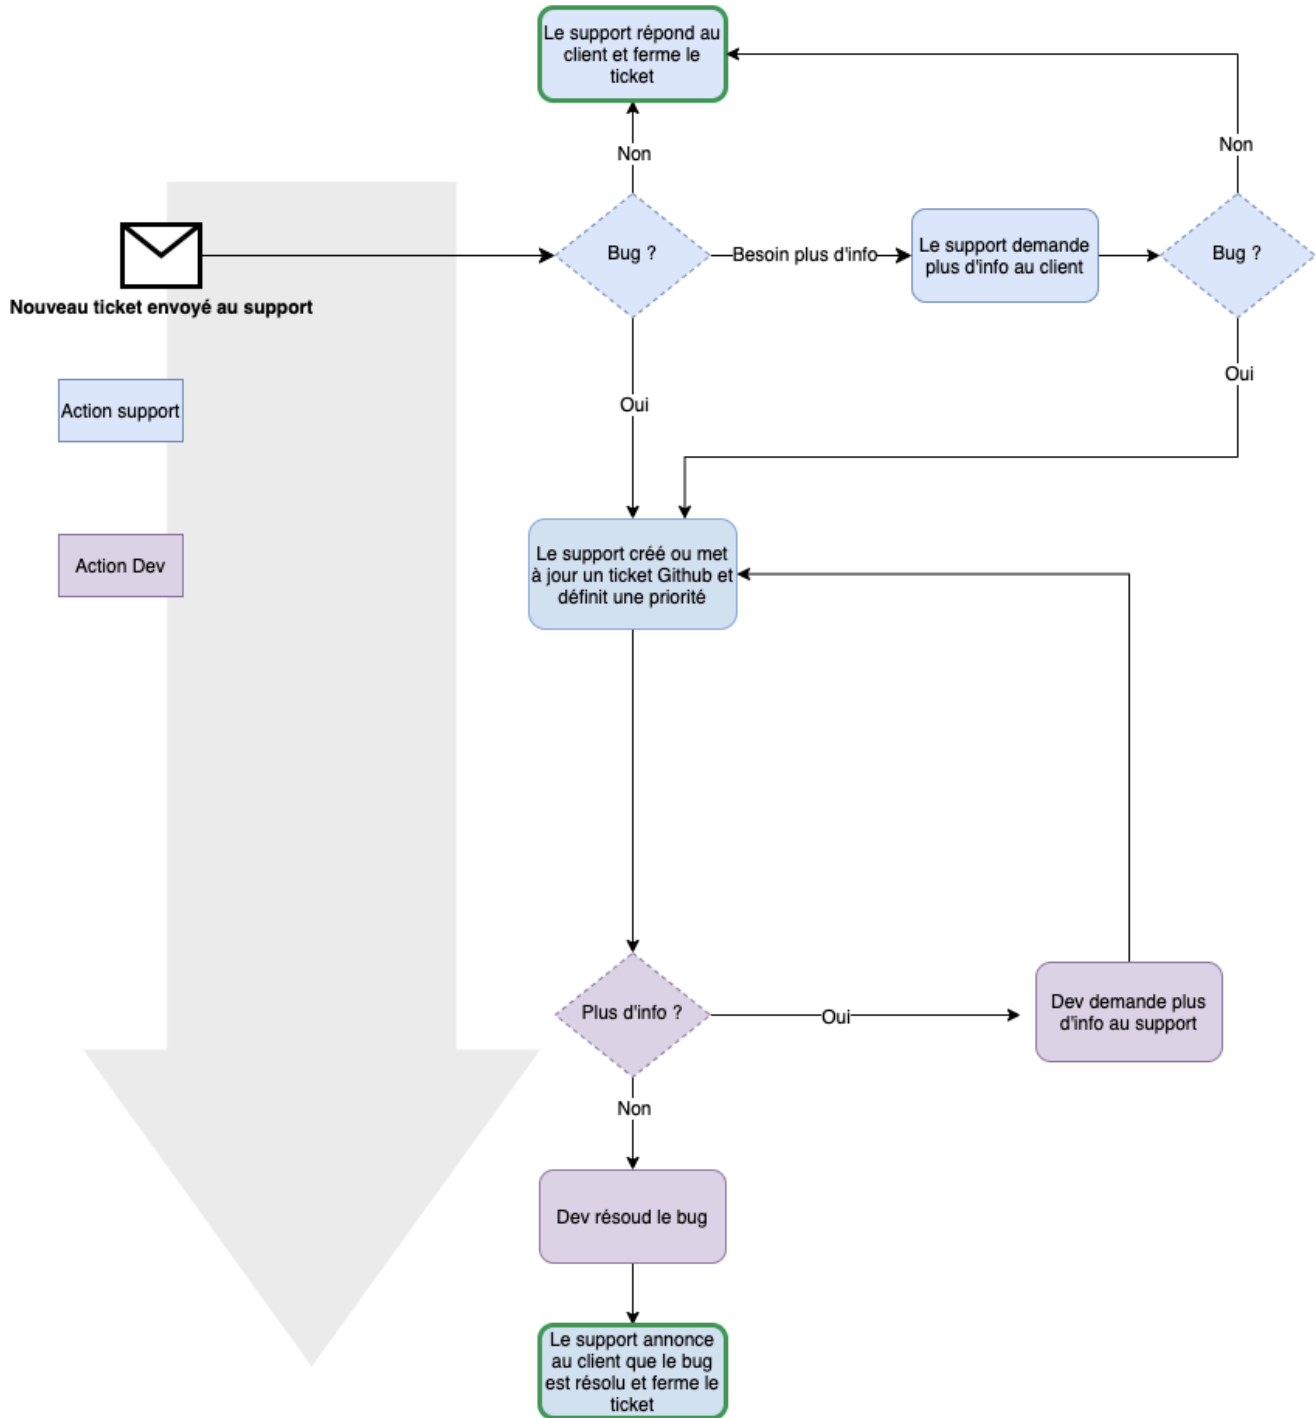 Le support répond au
client et ferme le
ticket
Non
Non
Bug ?
Besoin plus d'info
Le support demande
plus d'info au client
Bug ?
Nouveau ticket envoyé au support
Oui
Oui
Action support
Le support créé ou met
à jour un ticket Github et
définit une priorité
Action Dev
Plus d'info ?
Oui
Dev demande plus
d'info au support
Non
Dev résoud le bug
Le support annonce
au client que le bug
est résolu et ferme le
ticket